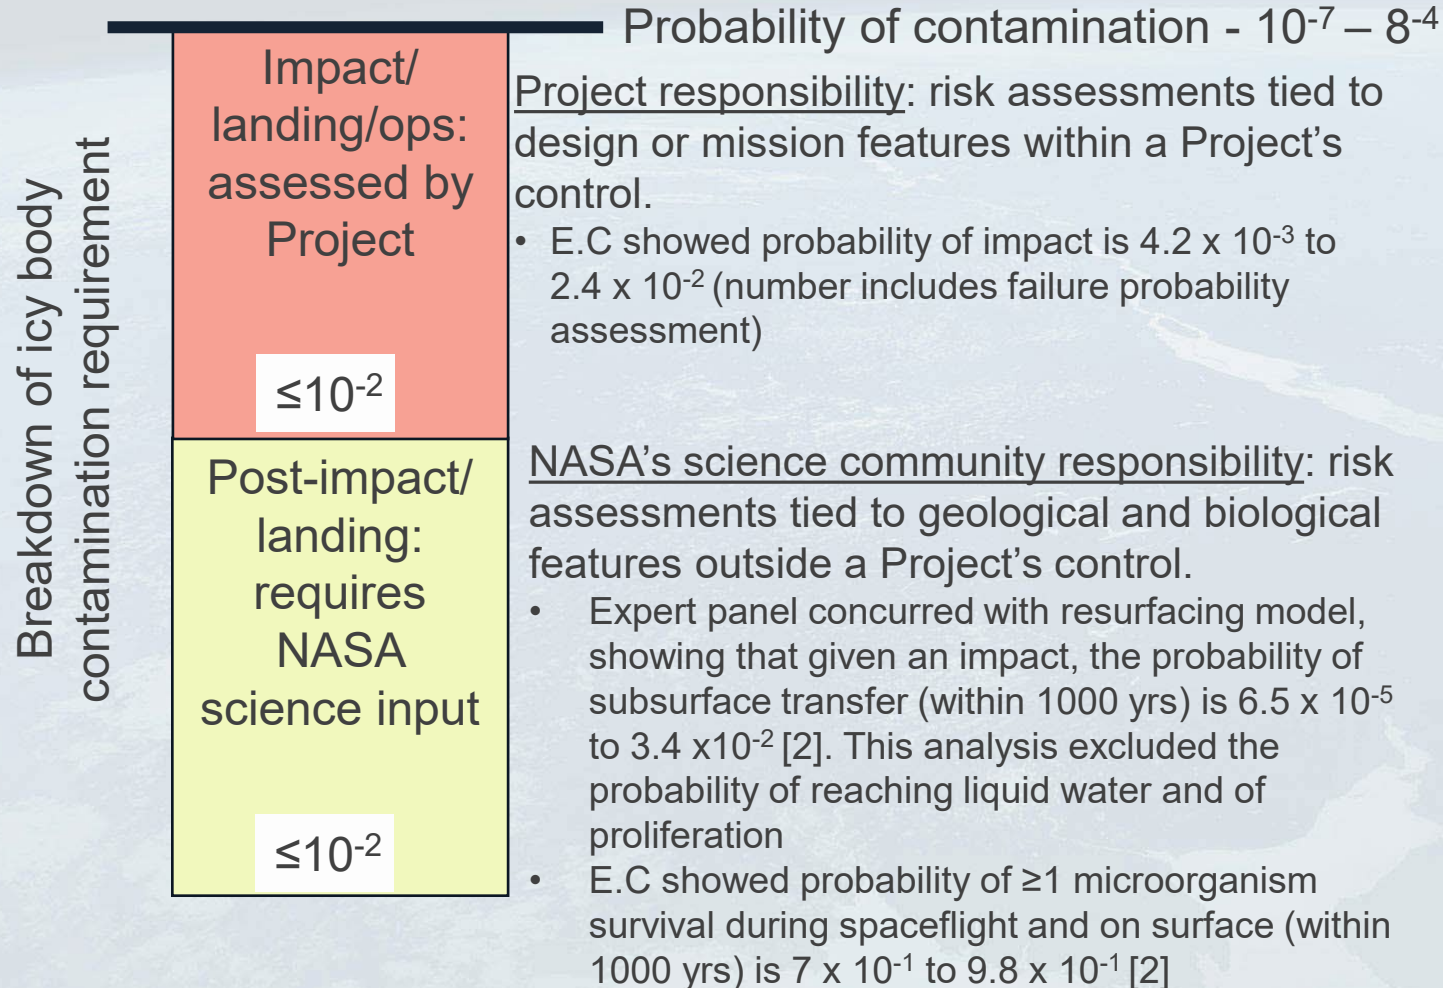 Probability of contamination - 10⁻⁷ – 8⁻⁴
Breakdown of icy body
contamination requirement
Impact/
landing/ops:
assessed by
Project
≤10⁻²
Project responsibility: risk assessments tied to
design or mission features within a Project’s
control.
• E.C showed probability of impact is 4.2 x 10⁻³ to
2.4 x 10⁻² (number includes failure probability
assessment)
Post-impact/
landing:
requires
NASA
science input
≤10⁻²
NASA’s science community responsibility: risk
assessments tied to geological and biological
features outside a Project’s control.
• Expert panel concurred with resurfacing model,
showing that given an impact, the probability of
subsurface transfer (within 1000 yrs) is 6.5 x 10⁻⁵
to 3.4 x10⁻² [2]. This analysis excluded the
probability of reaching liquid water and of
proliferation
• E.C showed probability of ≥1 microorganism
survival during spaceflight and on surface (within
1000 yrs) is 7 x 10⁻¹ to 9.8 x 10⁻¹ [2]